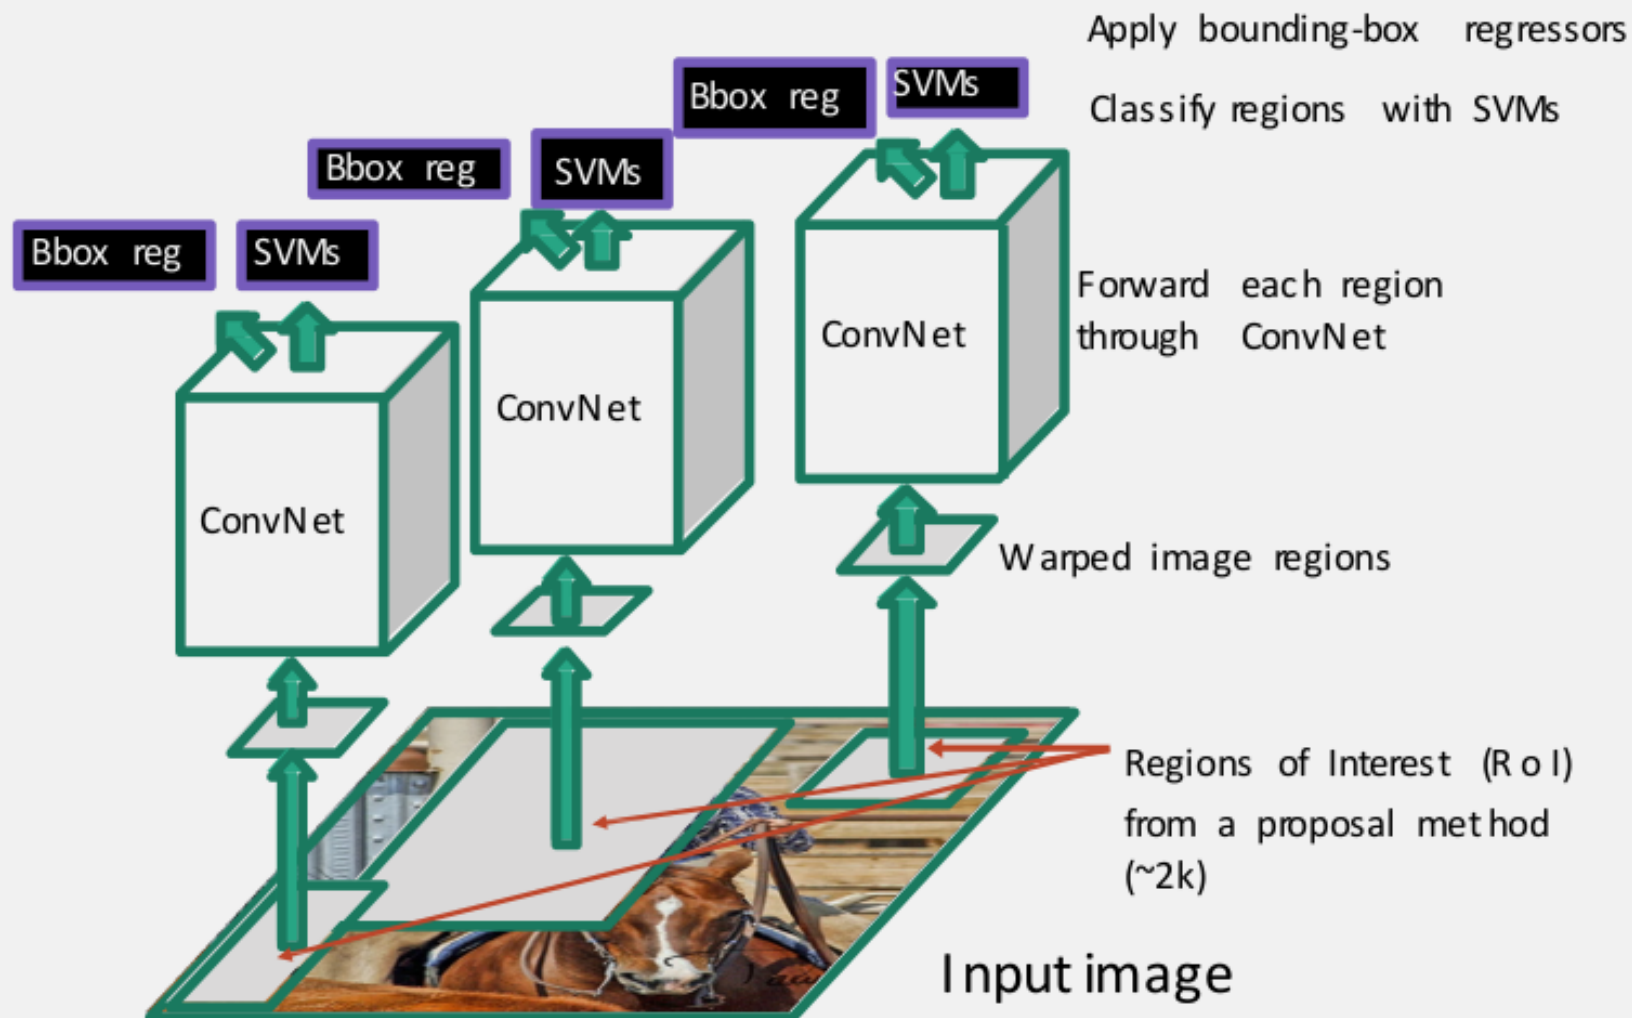 Apply bounding-box regressors
Bbox reg
SVMs
Classify regions with SVMs
Bbox reg
SVMs
Bbox reg
SVMs
Forward each region
through ConvNet
ConvNet
ConvNet
ConvNet
Warped image regions
Regions of Interest (RoI)
from a proposal method
(~2k)
Input image